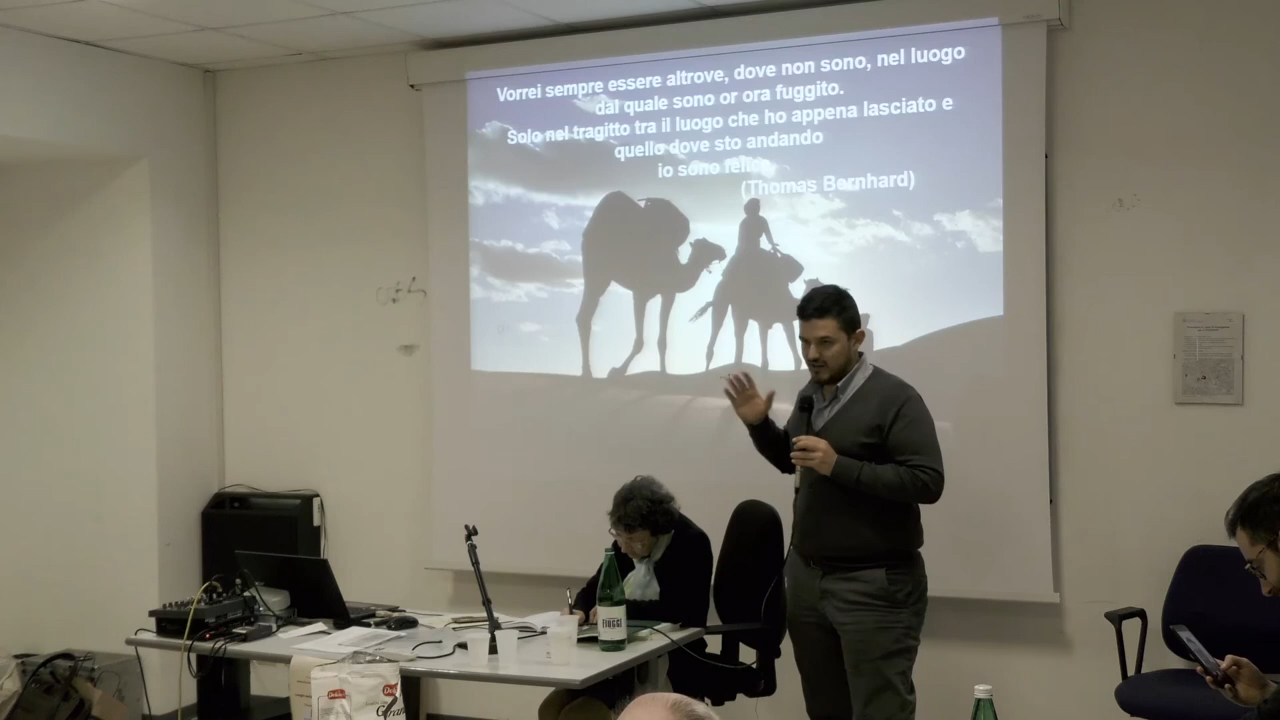 Vorrei sempre essere altrove, dove non sono, nel luogo
dal quale sono or ora fuggito.
Solo nel tragitto tra il luogo che ho appena lasciato e
quello dove sto andando
io sono felice
(Thomas Bernhard)
FIUGGI